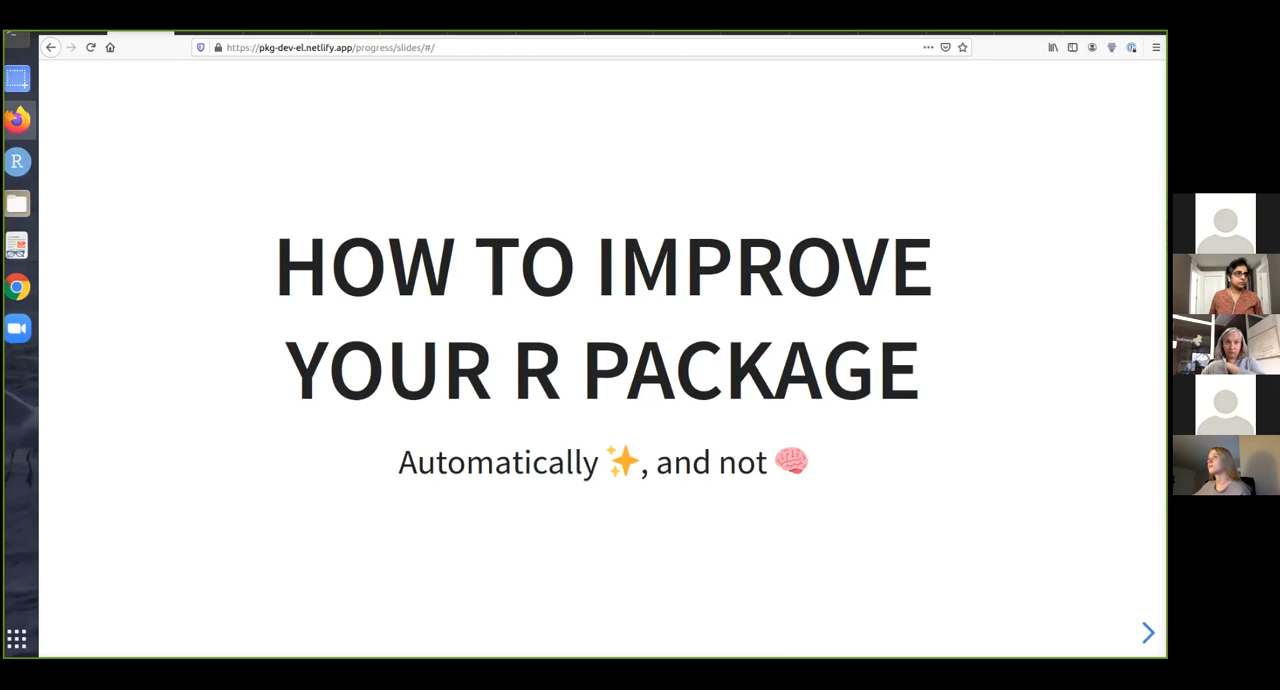 https://pkg-dev-el.netlify.app/progress/slides/#/
HOW TO IMPROVE
YOUR R PACKAGE
Automatically ✨, and not 🧠
R